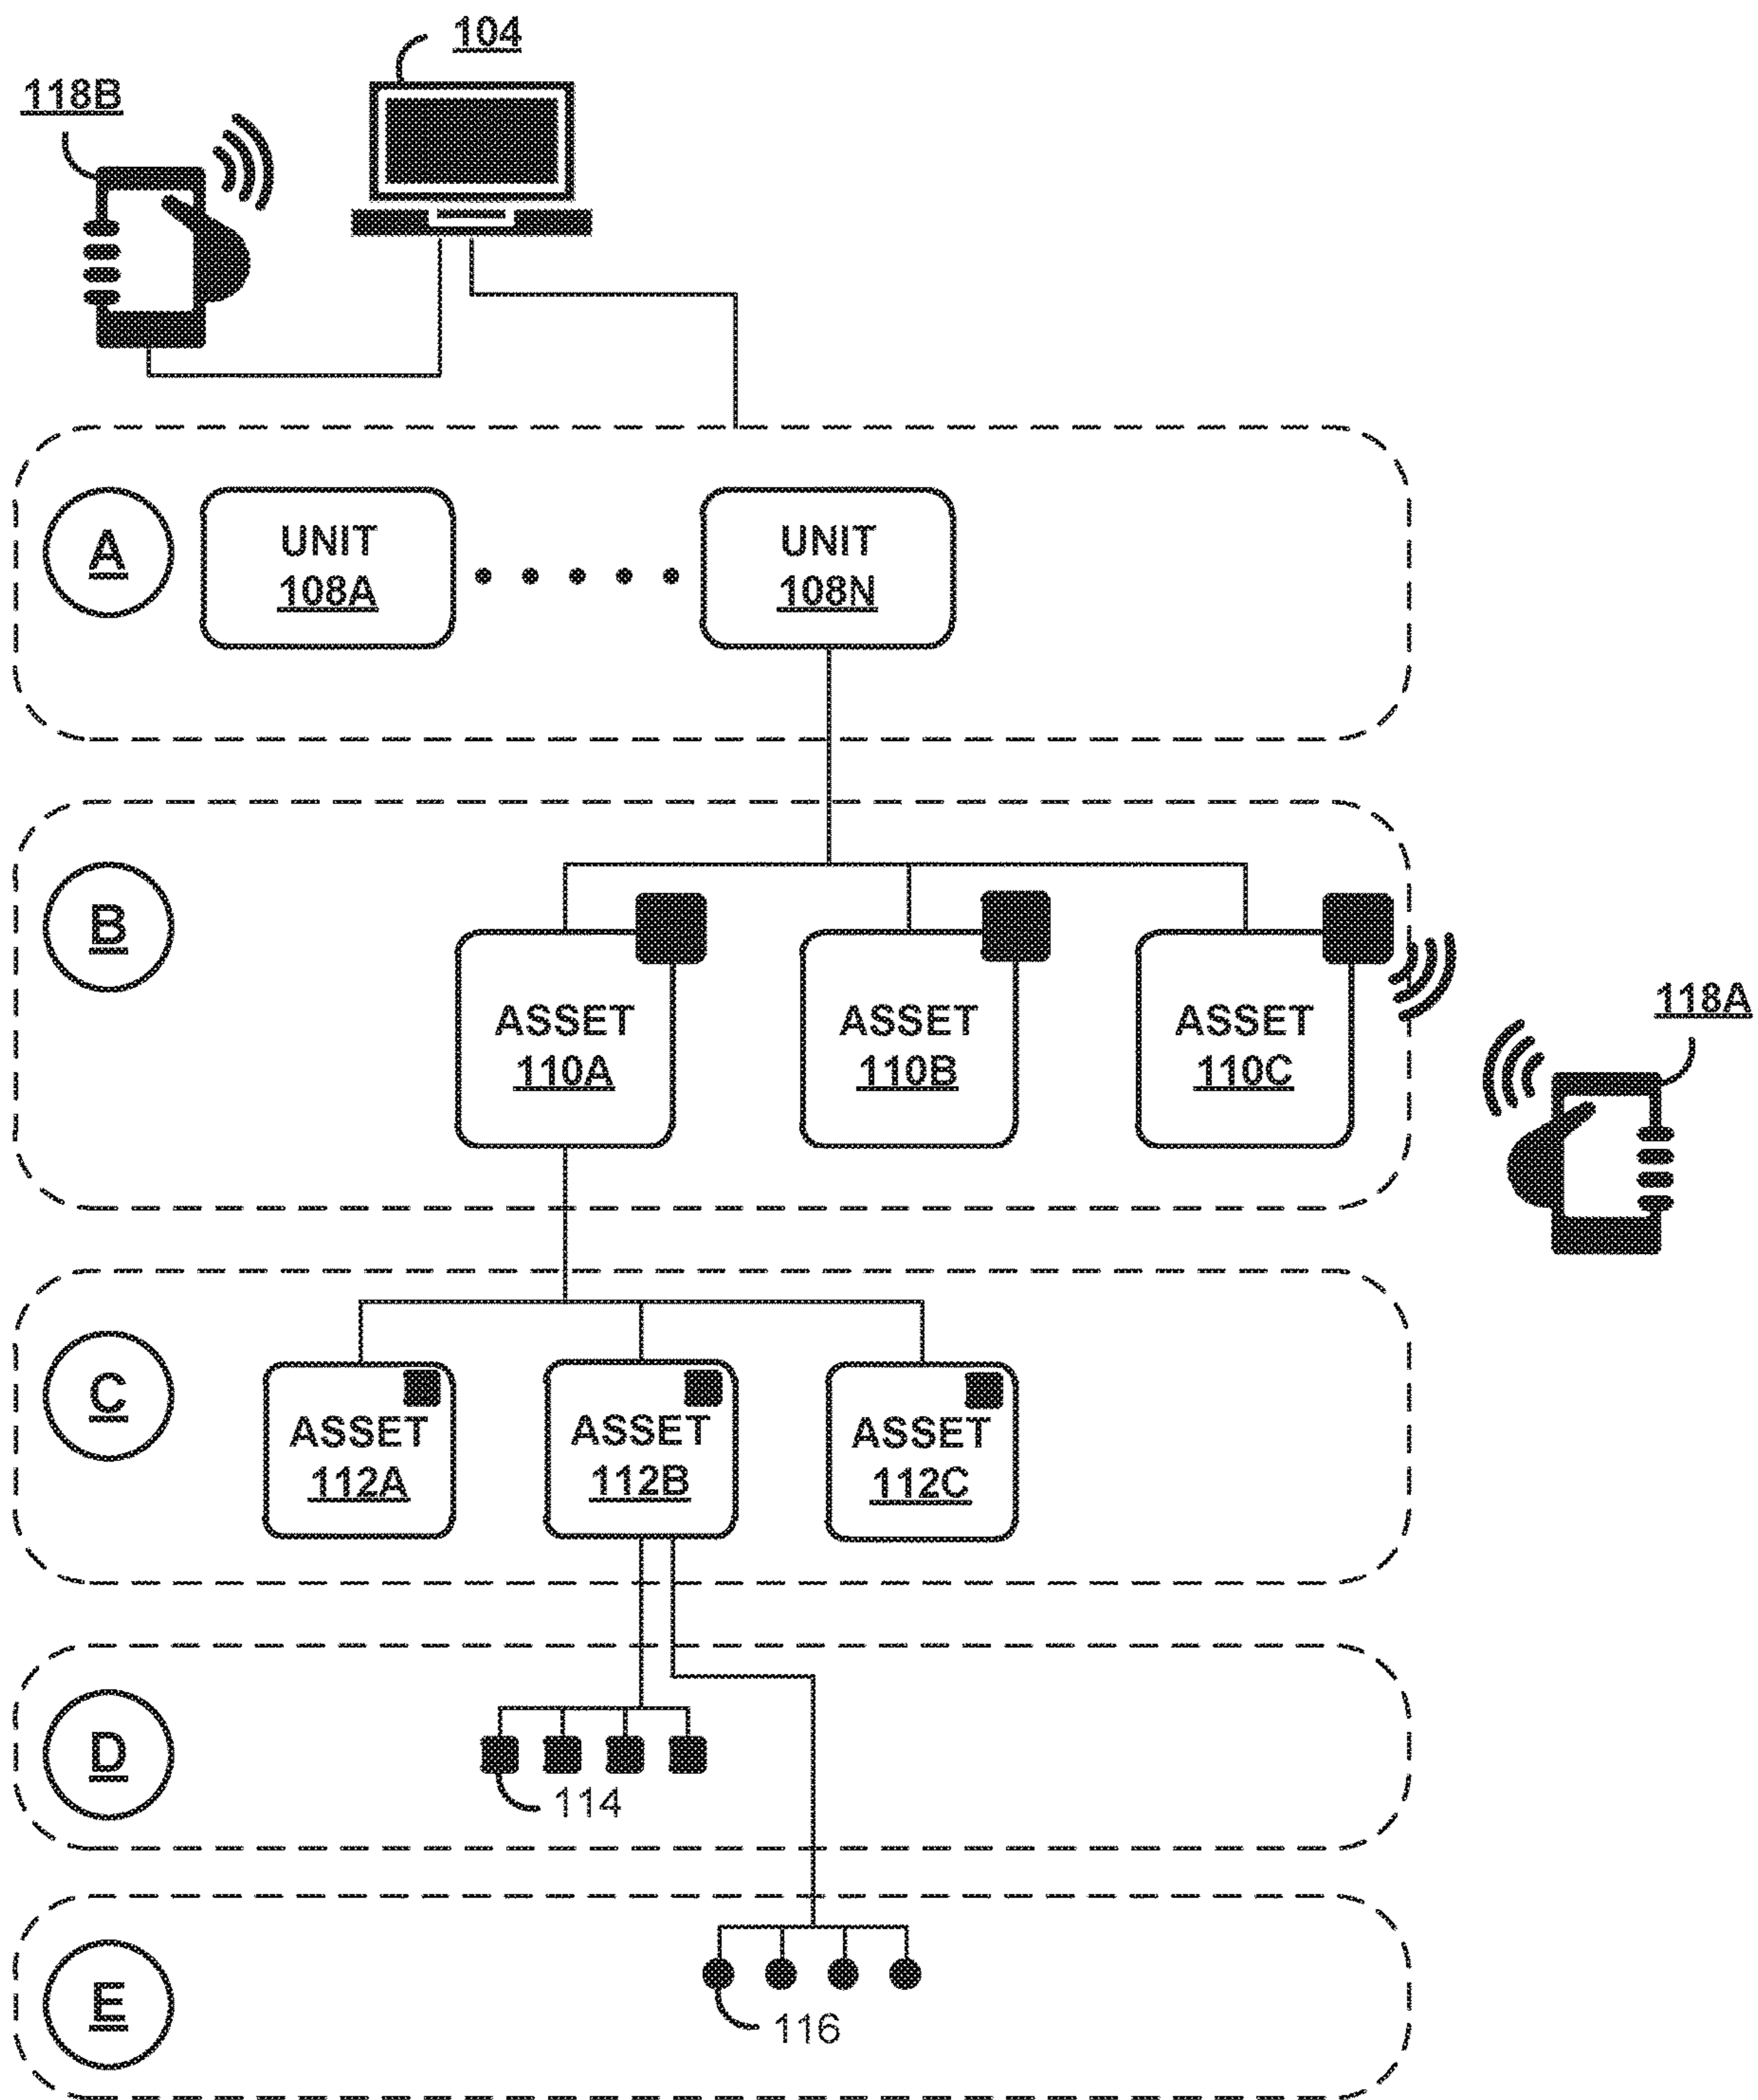 104
118B
A
UNIT
108A
UNIT
108N
B
ASSET
110A
ASSET
110B
ASSET
110C
118A
C
ASSET
112A
ASSET
112B
ASSET
112C
D
114
E
116